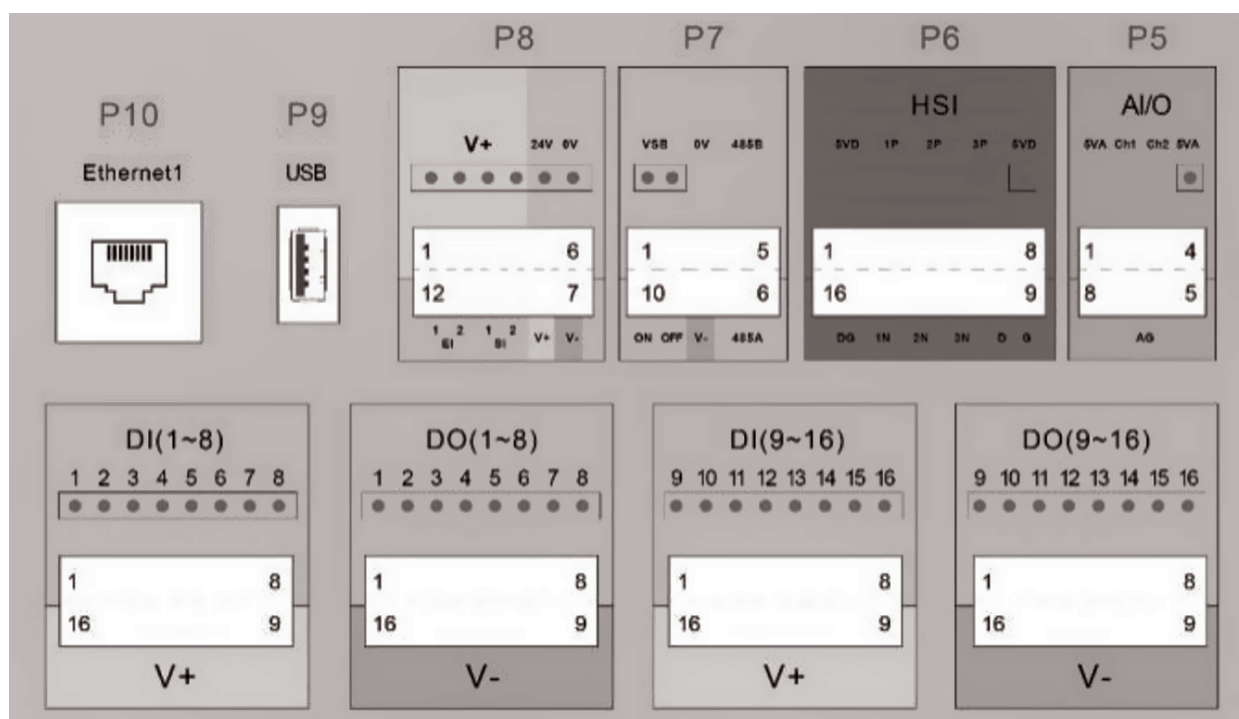 P8 P7 P6 P5
P10 P9
HSI AI/O
V+ 24V 0V VSB 0V 485B 5VD 1P 2P 3P 5VD 5VA Ch1 Ch2 5VA
Ethernet1 USB
1 6 1 5 1 8 1 4
12 7 10 6 16 9 8 5
1 2 1 2 V+ V- ON OFF V- 485A DG 1N 2N 3N D G AG
EI SI
DI(1~8) DO(1~8) DI(9~16) DO(9~16)
1 2 3 4 5 6 7 8 1 2 3 4 5 6 7 8 9 10 11 12 13 14 15 16 9 10 11 12 13 14 15 16
1 8 1 8 1 8 1 8
16 9 16 9 16 9 16 9
V+ V- V+ V-